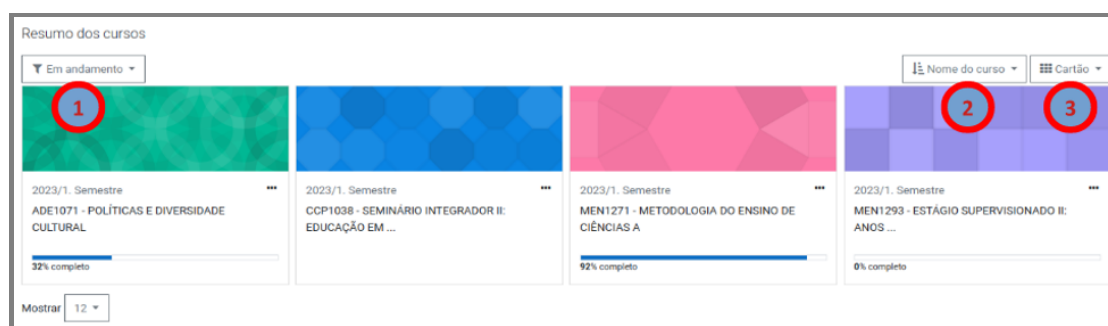 Resumo dos cursos
Em andamento
Nome do curso
Cartão
1
2
3
2023/1. Semestre
ADE1071 - POLÍTICAS E DIVERSIDADE
CULTURAL
32% completo
2023/1. Semestre
CCP1038 - SEMINÁRIO INTEGRADOR II:
EDUCAÇÃO EM ...
2023/1. Semestre
MEN1271 - METODOLOGIA DO ENSINO DE
CIÊNCIAS A
92% completo
2023/1. Semestre
MEN1293 - ESTÁGIO SUPERVISIONADO II:
ANOS ...
0% completo
Mostrar 12